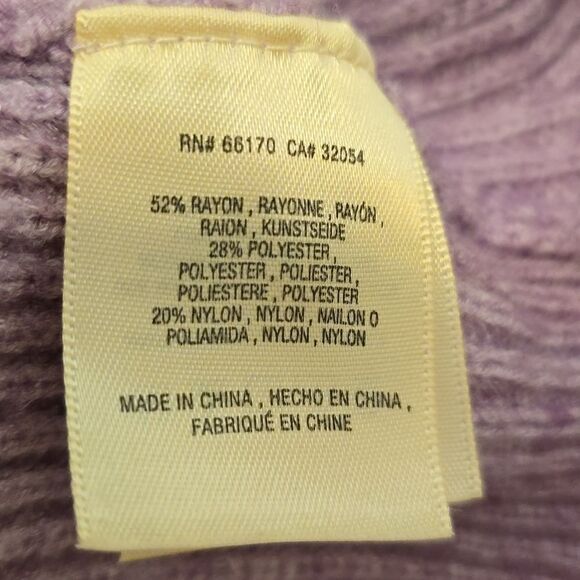 RN# 66170 CA# 32054
52% RAYON , RAYONNE , RAYÓN ,
RAION , KUNSTSEIDE
28% POLYESTER ,
POLYESTER , POLIESTER ,
POLIESTERE , POLYESTER
20% NYLON , NYLON , NAILON O
POLIAMIDA , NYLON , NYLON
MADE IN CHINA , HECHO EN CHINA ,
FABRIQUÉ EN CHINE